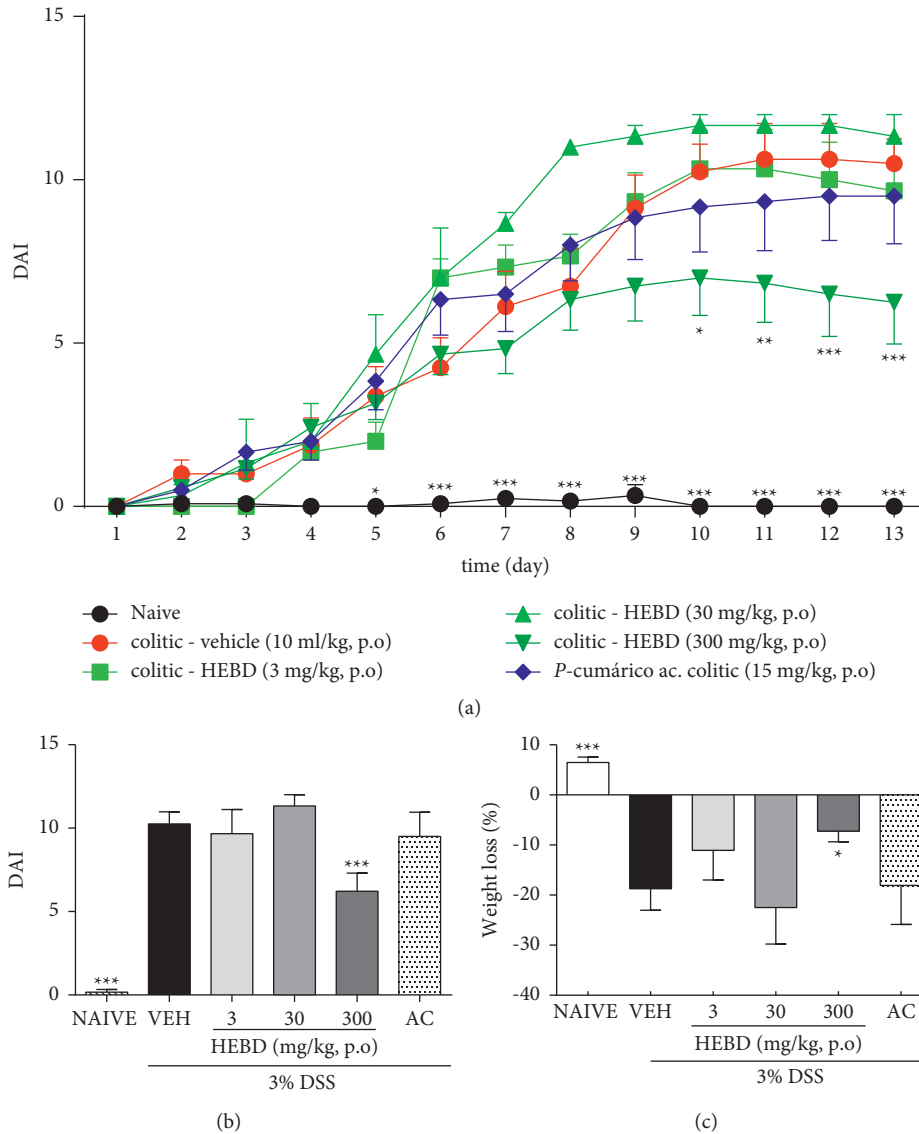 15
10
5
0
DAI
* ** *** ***
* *** *** *** *** *** *** *** ***
1 2 3 4 5 6 7 8 9 10 11 12 13
time (day)
Naive
colitic - vehicle (10 ml/kg, p.o)
colitic - HEBD (3 mg/kg, p.o)
colitic - HEBD (30 mg/kg, p.o)
colitic - HEBD (300 mg/kg, p.o)
P-cumárico ac. colitic (15 mg/kg, p.o)
(a)
15
10
5
0
DAI
***
***
NAIVE VEH 3 30 300 AC
HEBD (mg/kg, p.o)
3% DSS
(b)
10
0
-10
-20
-30
-40
Weight loss (%)
***
*
NAIVE VEH 3 30 300 AC
HEBD (mg/kg, p.o)
3% DSS
(c)